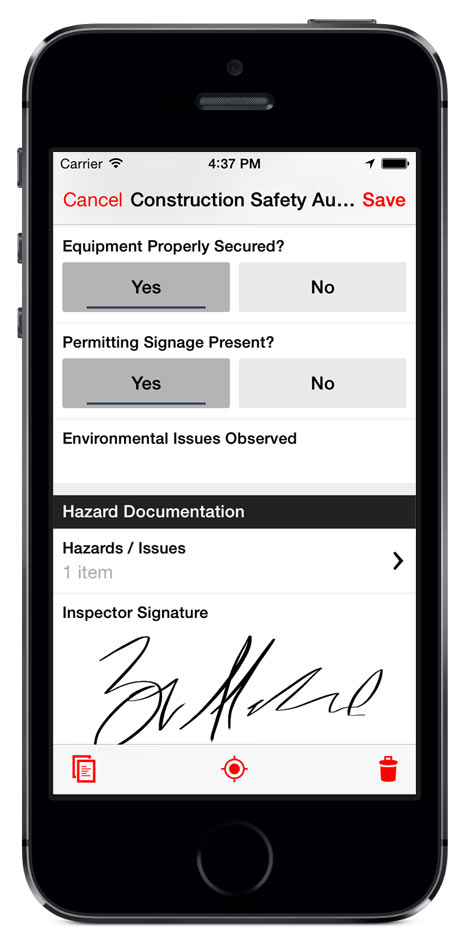 Carrier 4:37 PM
Cancel Construction Safety Au... Save
Equipment Properly Secured?
Yes No
Permitting Signage Present?
Yes No
Environmental Issues Observed
Hazard Documentation
Hazards / Issues
1 item
Inspector Signature